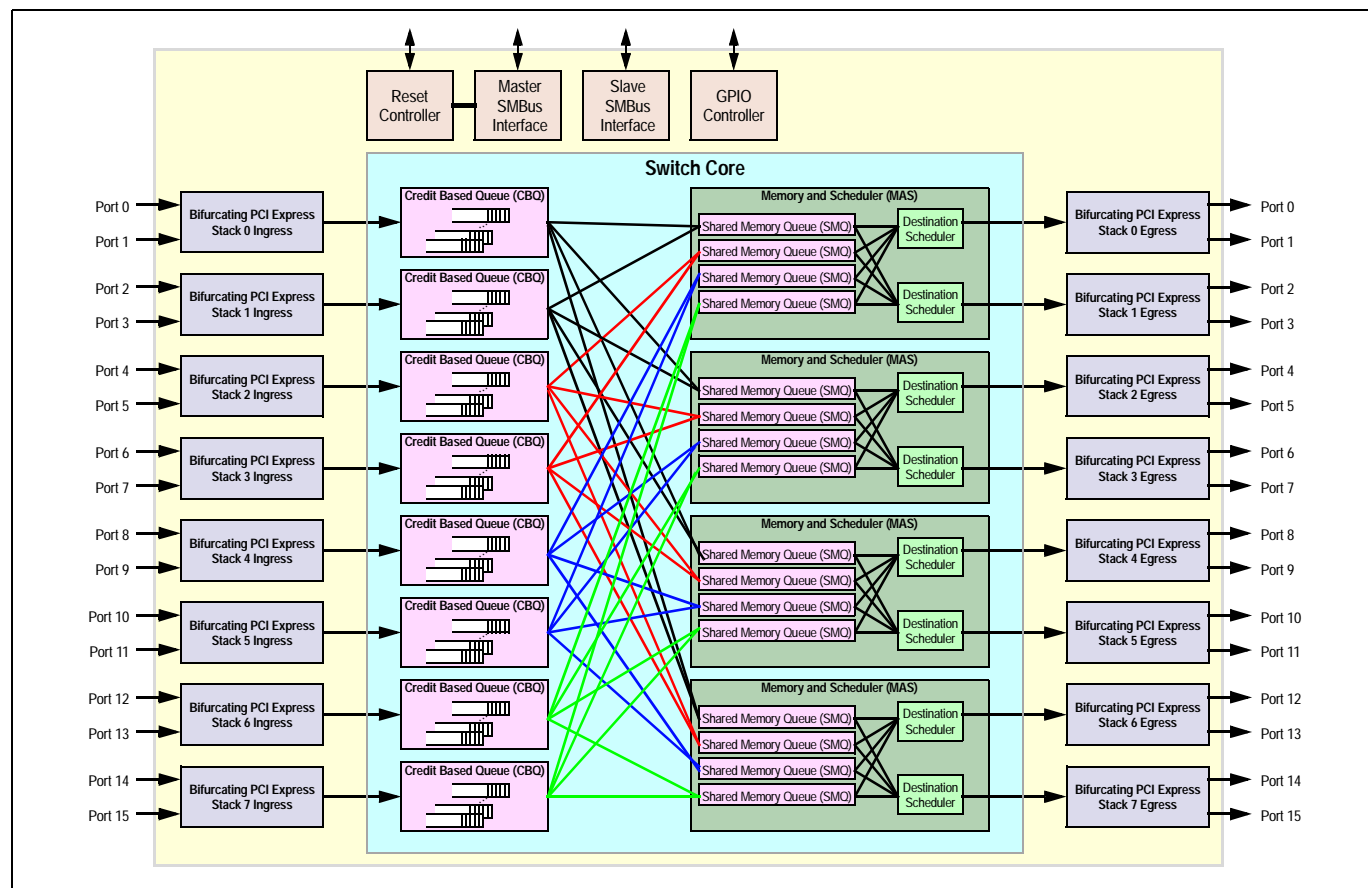 Reset
Controller
Master
SMBus
Interface
Slave
SMBus
Interface
GPIO
Controller
Switch Core
Port 0
Port 1
Bifurcating PCI Express
Stack 0 Ingress
Port 2
Port 3
Bifurcating PCI Express
Stack 1 Ingress
Port 4
Port 5
Bifurcating PCI Express
Stack 2 Ingress
Port 6
Port 7
Bifurcating PCI Express
Stack 3 Ingress
Port 8
Port 9
Bifurcating PCI Express
Stack 4 Ingress
Port 10
Port 11
Bifurcating PCI Express
Stack 5 Ingress
Port 12
Port 13
Bifurcating PCI Express
Stack 6 Ingress
Port 14
Port 15
Bifurcating PCI Express
Stack 7 Ingress
Credit Based Queue (CBQ)
Credit Based Queue (CBQ)
Credit Based Queue (CBQ)
Credit Based Queue (CBQ)
Credit Based Queue (CBQ)
Credit Based Queue (CBQ)
Credit Based Queue (CBQ)
Credit Based Queue (CBQ)
Memory and Scheduler (MAS)
Shared Memory Queue (SMQ)
Shared Memory Queue (SMQ)
Shared Memory Queue (SMQ)
Shared Memory Queue (SMQ)
Destination
Scheduler
Destination
Scheduler
Memory and Scheduler (MAS)
Shared Memory Queue (SMQ)
Shared Memory Queue (SMQ)
Shared Memory Queue (SMQ)
Shared Memory Queue (SMQ)
Destination
Scheduler
Destination
Scheduler
Memory and Scheduler (MAS)
Shared Memory Queue (SMQ)
Shared Memory Queue (SMQ)
Shared Memory Queue (SMQ)
Shared Memory Queue (SMQ)
Destination
Scheduler
Destination
Scheduler
Memory and Scheduler (MAS)
Shared Memory Queue (SMQ)
Shared Memory Queue (SMQ)
Shared Memory Queue (SMQ)
Shared Memory Queue (SMQ)
Destination
Scheduler
Destination
Scheduler
Bifurcating PCI Express
Stack 0 Egress
Port 0
Port 1
Bifurcating PCI Express
Stack 1 Egress
Port 2
Port 3
Bifurcating PCI Express
Stack 2 Egress
Port 4
Port 5
Bifurcating PCI Express
Stack 3 Egress
Port 6
Port 7
Bifurcating PCI Express
Stack 4 Egress
Port 8
Port 9
Bifurcating PCI Express
Stack 5 Egress
Port 10
Port 11
Bifurcating PCI Express
Stack 6 Egress
Port 12
Port 13
Bifurcating PCI Express
Stack 7 Egress
Port 14
Port 15